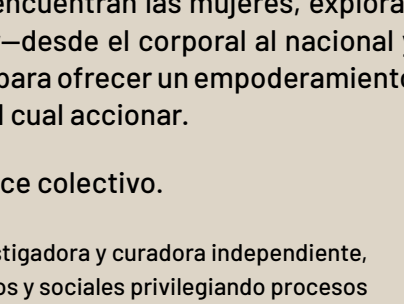 encuentran las mujeres, explora
—desde el corporal al nacional y
para ofrecer un empoderamiento
cual accionar.
ce colectivo.
stigadora y curadora independiente,
os y sociales privilegiando procesos